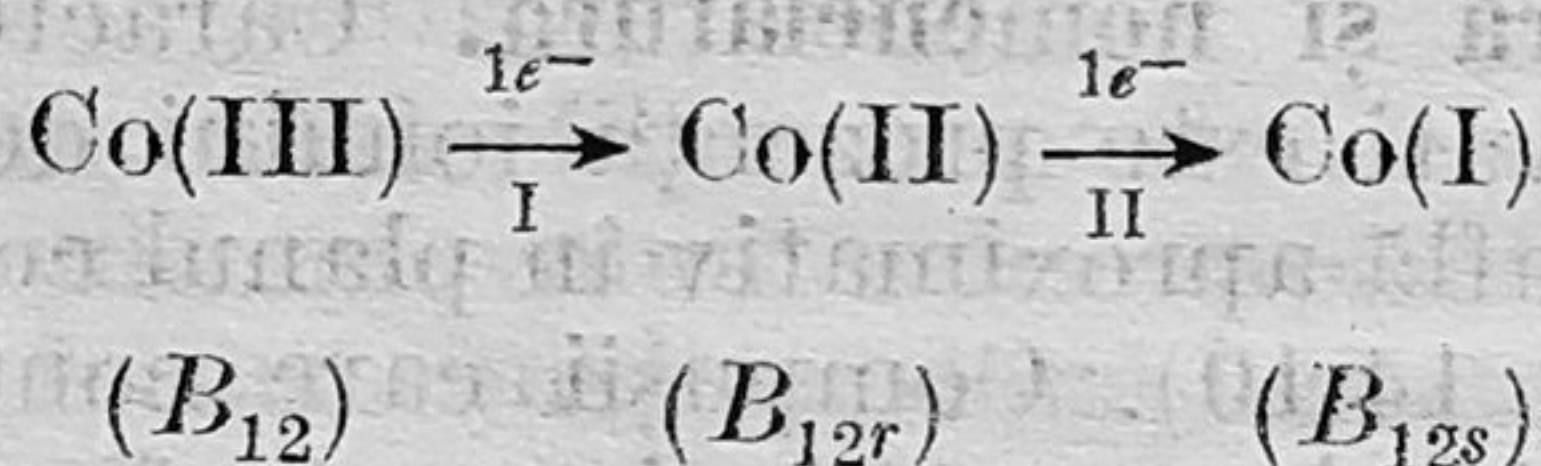 1e⁻ 1e⁻
Co(III) → Co(II) → Co(I)
I II
(B₁₂) (B₁₂r) (B₁₂s)